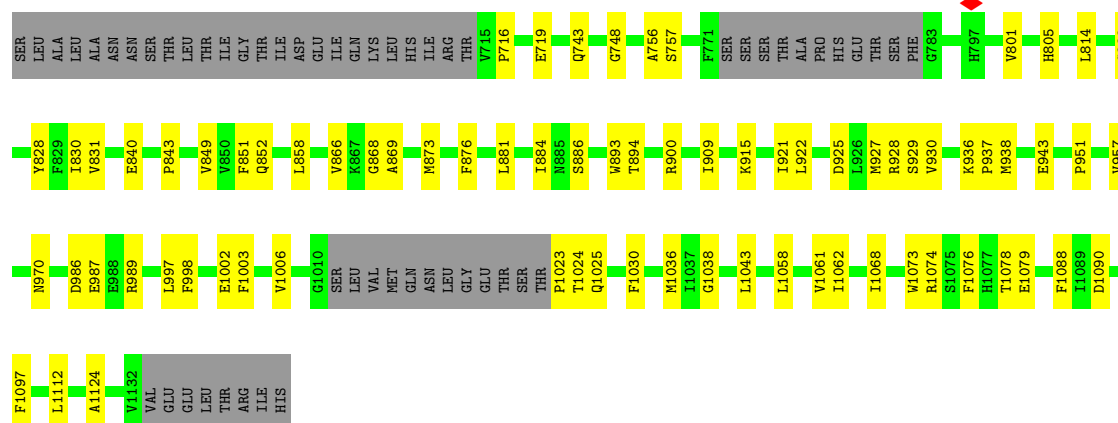 SER LEU ALA LEU ALA ASN ASN SER THR LEU THR ILE GLY THR ILE ASP GLU ILE GLN LYS LEU HIS ILE ARG THR V715 P716 E719 Q743 G748 A756 S757 F771 SER SER SER THR ALA PRO HIS GLU THR SER PHE G783 H797 V801 H805 L814
Y828 F829 I830 V831 E840 P843 V849 V850 F851 Q852 L858 V866 K867 G868 A869 M873 F876 L881 I884 N885 S886 W893 T894 R900 I909 K915 I921 L922 D925 L926 M927 R928 S929 V930 K936 P937 M938 E943 P951
N970 D986 E987 E988 R989 L997 F998 E1002 F1003 V1006 G1010 SER LEU VAL MET GLN ASN LEU GLY GLU THR SER THR P1023 T1024 Q1025 F1030 M1036 I1037 G1038 L1043 L1058 V1061 I1062 I1068 W1073 R1074 S1075 F1076 H1077 T1078 E1079 F1088 I1089 D1090
F1097 L1112 A1124 V1132 VAL GLU GLU LEU THR ARG ILE HIS